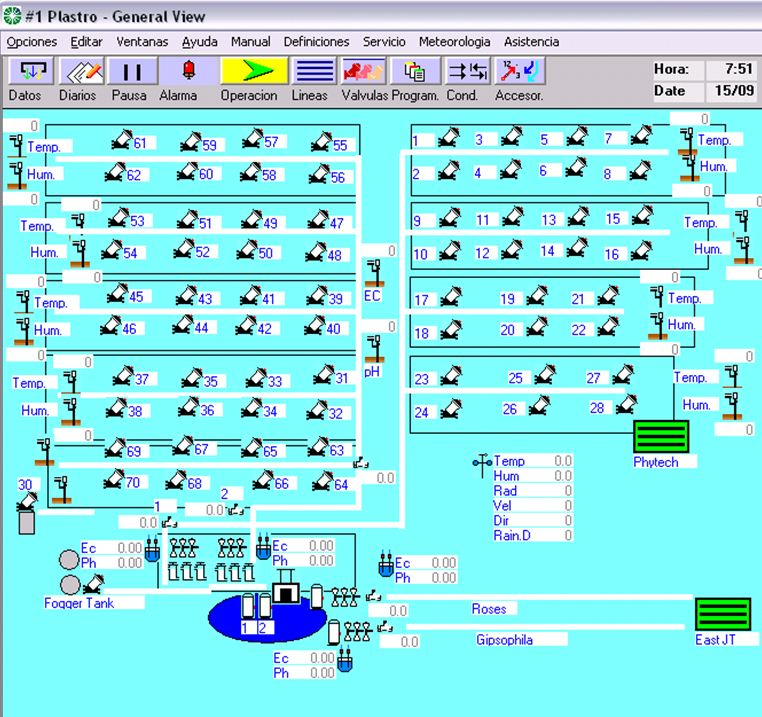 #1 Plastro - General View
Opciones Editar Ventanas Ayuda Manual Definiciones Servicio Meteorologia Asistencia
Hora: 7:51
Datos Diarios Pausa Alarma Operacion Lineas Valvulas Program. Cond. Accesor.
Date 15/09
0 0
Temp. 61 59 57 55 1 3 5 7 Temp.
Hum. 62 60 58 56 2 4 6 8 Hum.
0 0 0
Temp. 53 51 49 47 9 11 13 15 Temp.
Hum. 54 52 50 48 10 12 14 16 Hum.
0 0 0 0 0
EC
Temp. 45 43 41 39 17 19 21 Temp.
Hum. 46 44 42 40 18 20 22 Hum.
0 0 0 0 0
pH
Temp. 37 35 33 31 23 25 27 Temp.
Hum. 38 36 34 32 24 26 28 Hum.
0 0
69 67 65 63
Phytech
Temp 0.0
30 70 68 66 64 0.0 Hum 0.0
2 Rad 0
1 0.0 Vel 0
0.0 Dir 0
Rain.D 0
Ec 0.00 Ec 0.00
Ph 0.00 Ph 0.00 Ec 0.00
Ph 0.00
Fogger Tank 0.0 Roses
1 2 0.0 Gipsophila East JT
Ec 0.00
Ph 0.00